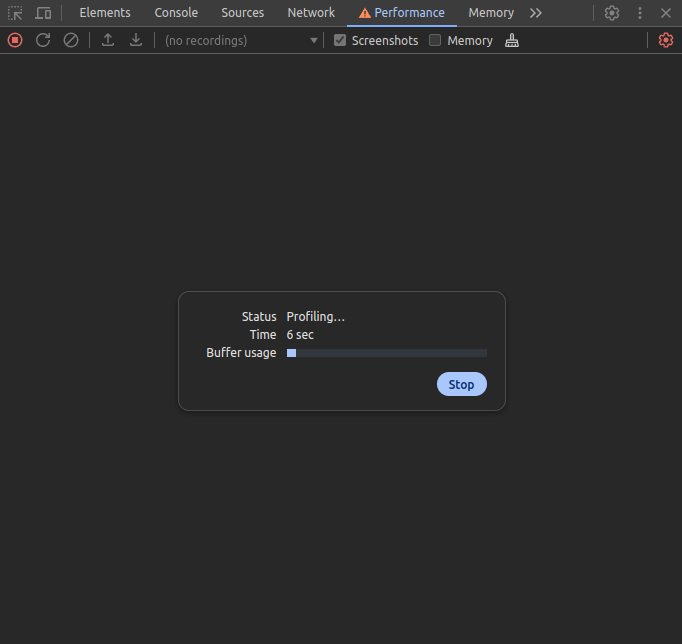 Elements Console Sources Network Performance Memory
(no recordings) Screenshots Memory
Status Profiling…
Time 6 sec
Buffer usage
Stop